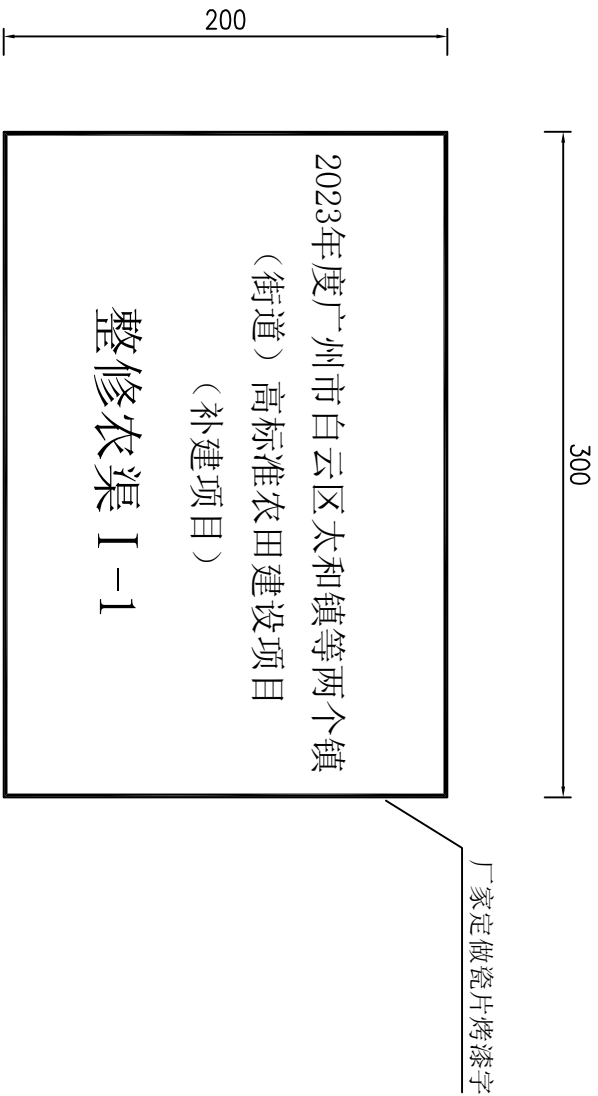 300
200
2023年度广州市白云区太和镇等两个镇
（街道）高标准农田建设项目
（补建项目）
整修农渠 I-1
厂家定做瓷片烤漆字